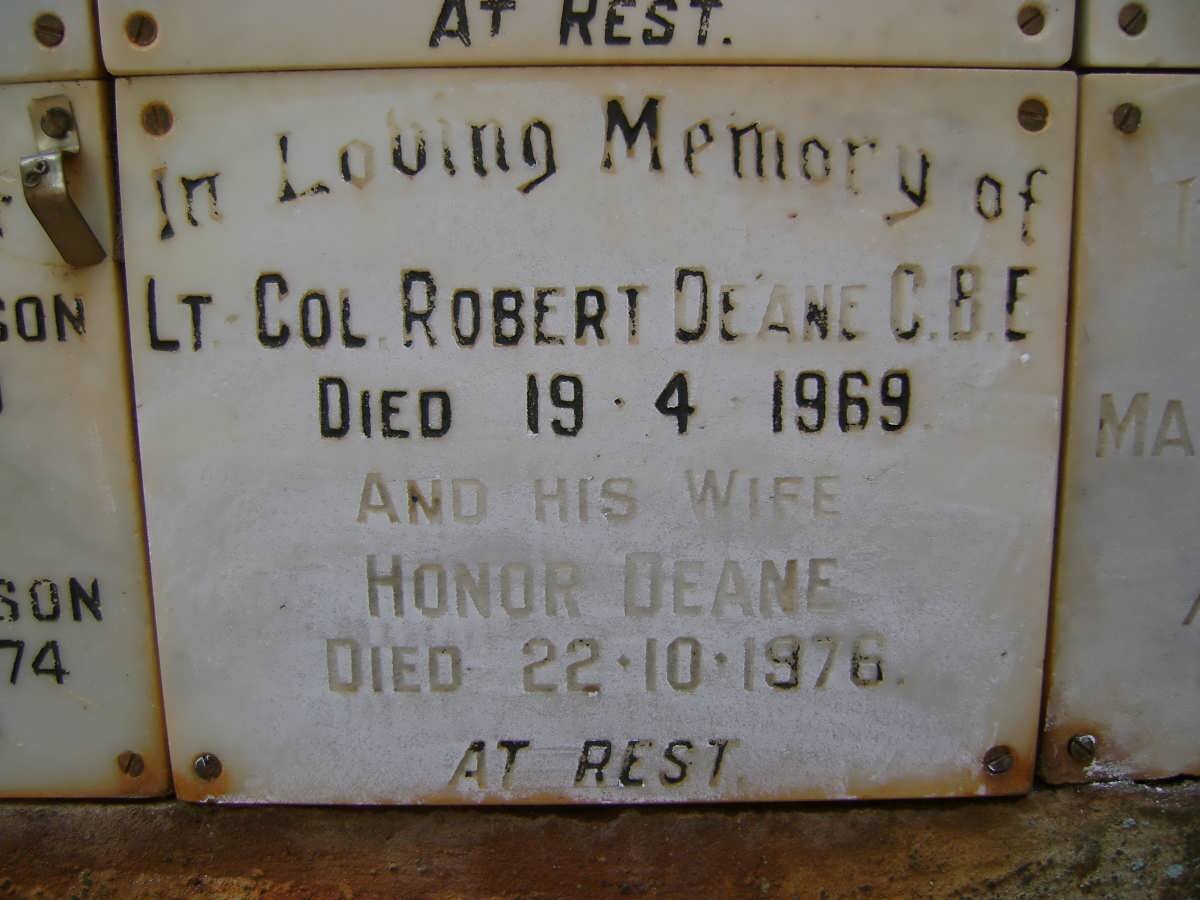 AT REST.
In Loving Memory of
LT. COL. ROBERT DEANE C.B.E
DIED 19·4 1969
AND HIS WIFE
HONOR DEANE
DIED 22·10·1976.
AT REST.
SON
SON
74
MA